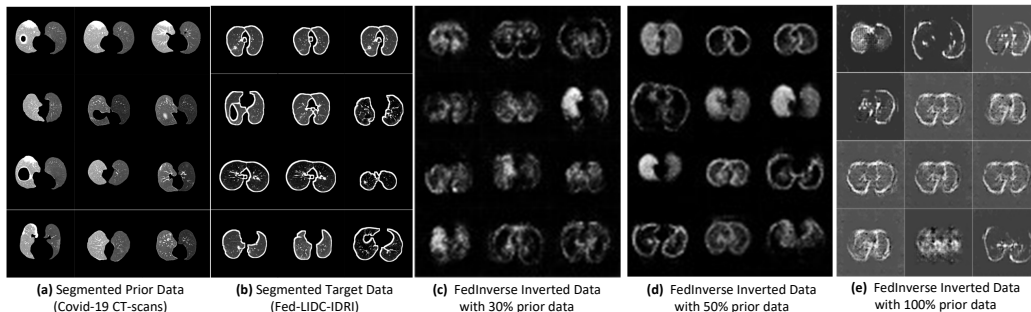 (a) Segmented Prior Data
(Covid-19 CT-scans)
(b) Segmented Target Data
(Fed-LIDC-IDRI)
(c) FedInverse Inverted Data
with 30% prior data
(d) FedInverse Inverted Data
with 50% prior data
(e) FedInverse Inverted Data
with 100% prior data